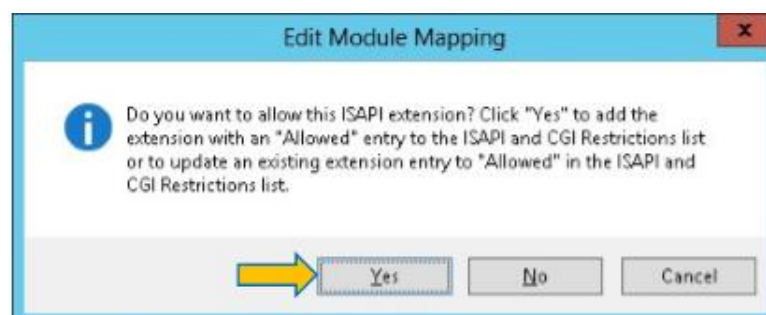 Edit Module Mapping
x
Do you want to allow this ISAPI extension? Click "Yes" to add the
extension with an "Allowed" entry to the ISAPI and CGI Restrictions list
or to update an existing extension entry to "Allowed" in the ISAPI and
CGI Restrictions list.
Yes No Cancel